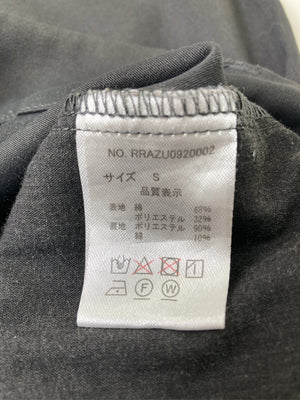 NO. RRAZU0920002
サイズ S
品質表示
表地 綿 68%
ポリエステル 32%
表地 ポリエステル 90%
綿 10%
F W